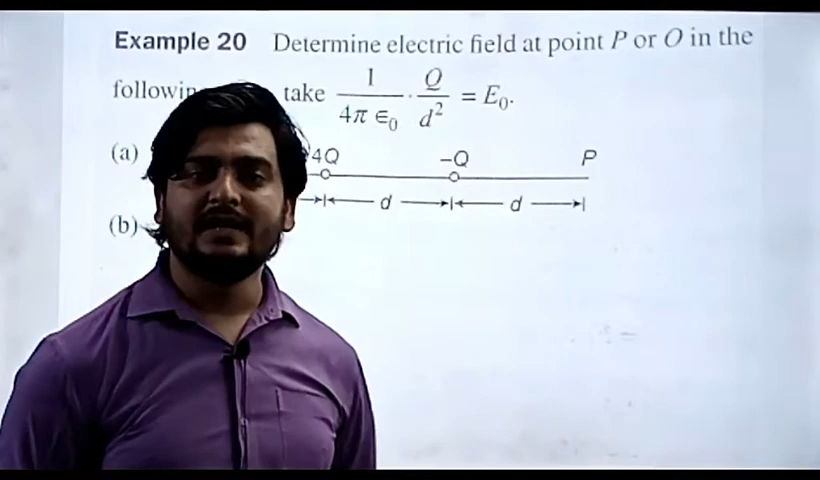 Example 20 Determine electric field at point P or O in the
take 1/4π ∈₀ · Q/d² = E₀.
(a) 4Q -Q P
d d
(b)